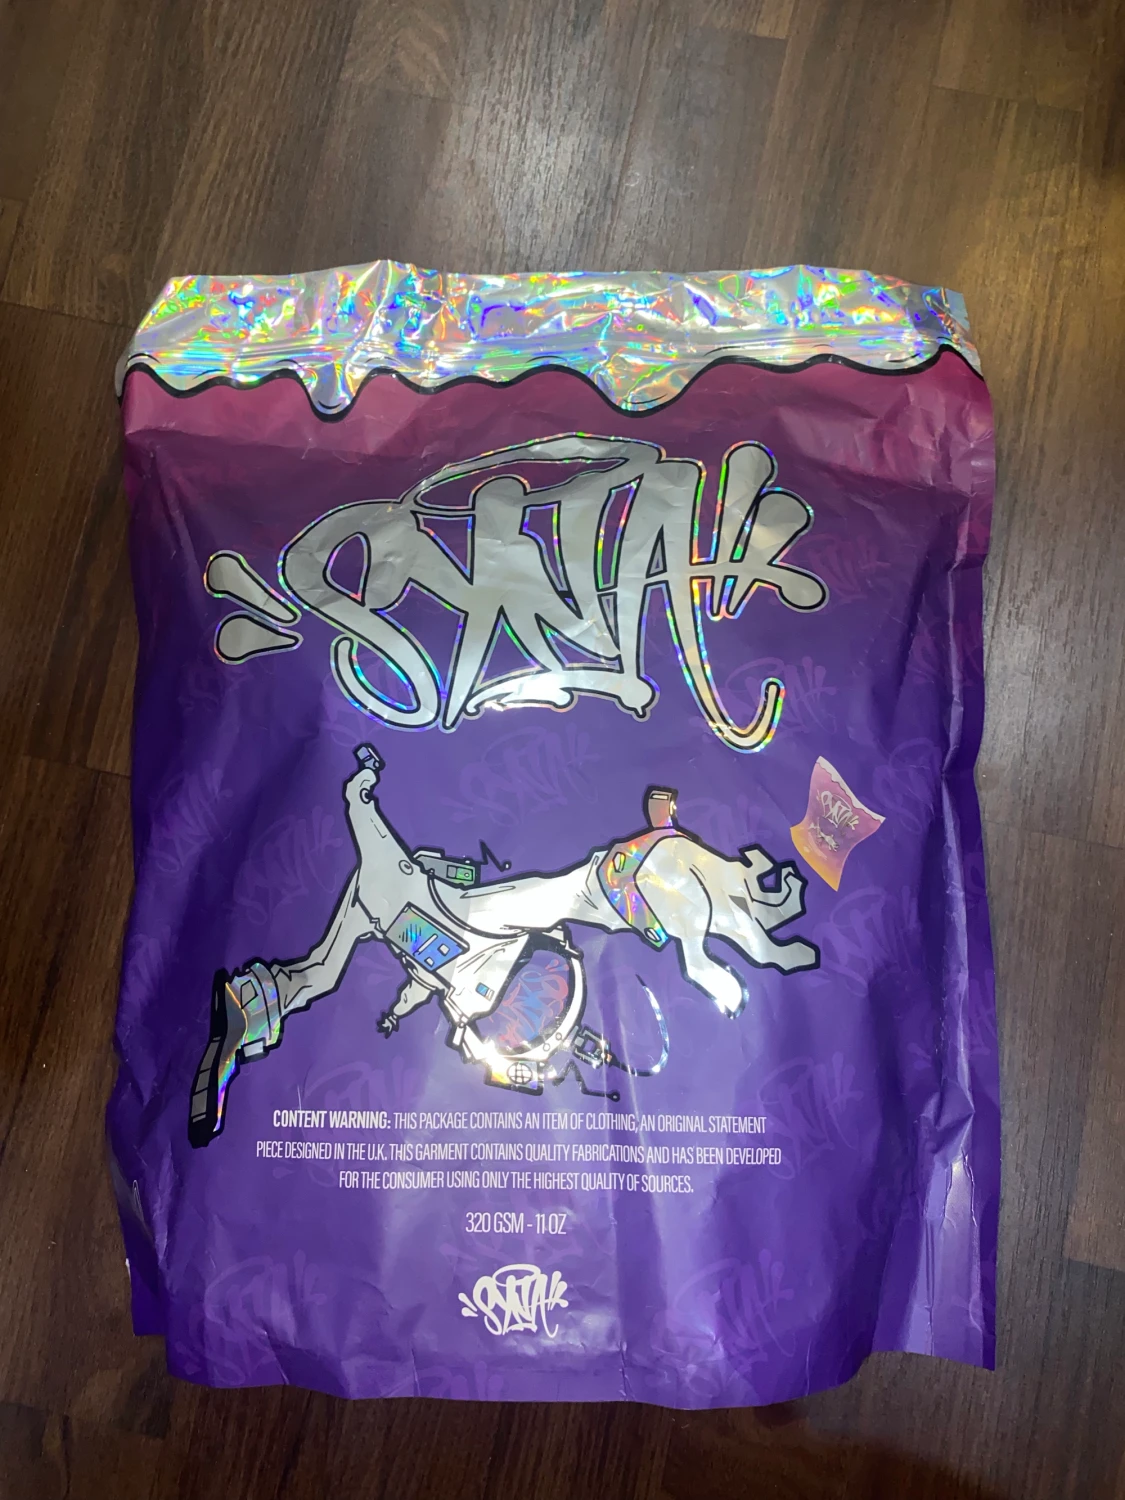 SYNA
CONTENT WARNING: THIS PACKAGE CONTAINS AN ITEM OF CLOTHING, AN ORIGINAL STATEMENT
PIECE DESIGNED IN THE U.K. THIS GARMENT CONTAINS QUALITY FABRICATIONS AND HAS BEEN DEVELOPED
FOR THE CONSUMER USING ONLY THE HIGHEST QUALITY OF SOURCES.
320 GSM - 11 OZ
SYNA